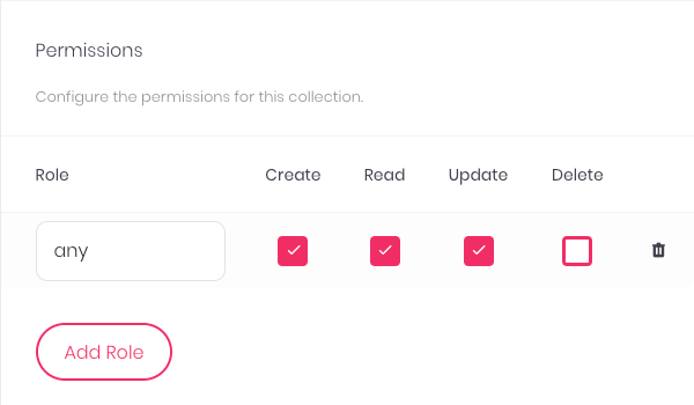 Permissions
Configure the permissions for this collection.
Role Create Read Update Delete
any
Add Role